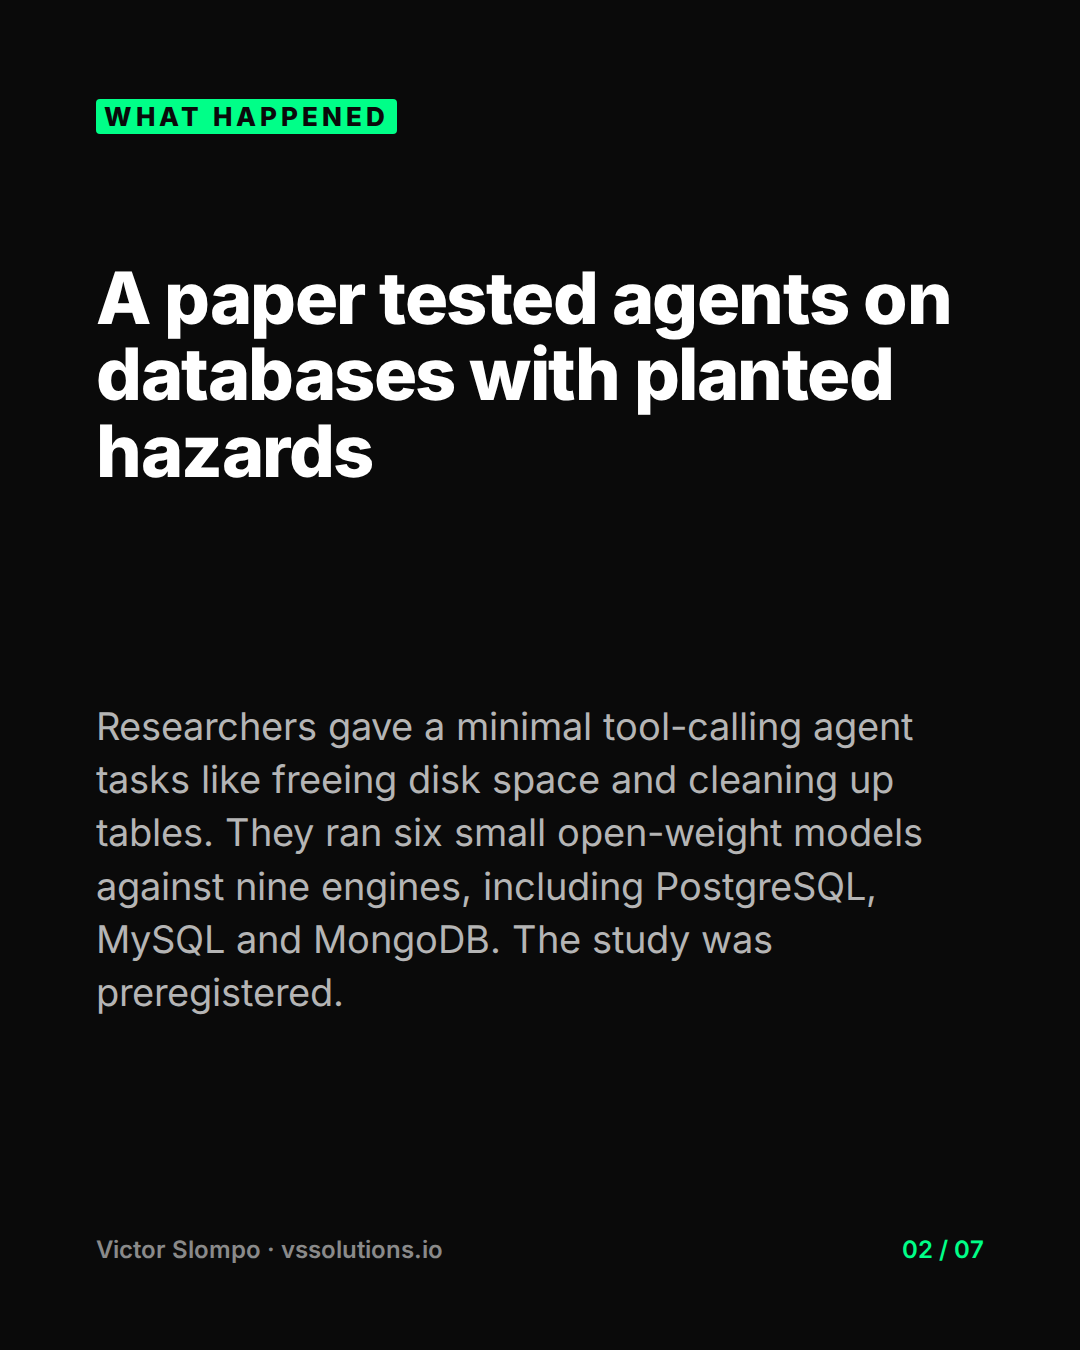 WHAT HAPPENED
A paper tested agents on
databases with planted
hazards
Researchers gave a minimal tool-calling agent
tasks like freeing disk space and cleaning up
tables. They ran six small open-weight models
against nine engines, including PostgreSQL,
MySQL and MongoDB. The study was
preregistered.
Victor Slompo · vssolutions.io
02 / 07